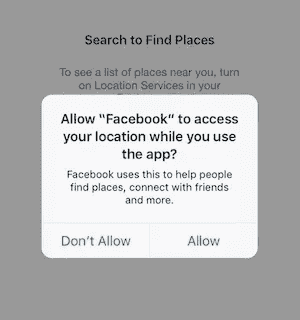 Search to Find Places
To see a list of places near you, turn
on Location Services in your
Allow “Facebook“ to access
your location while you use
the app?
Facebook uses this to help people
find places, connect with friends
and more.
Don’t Allow
Allow